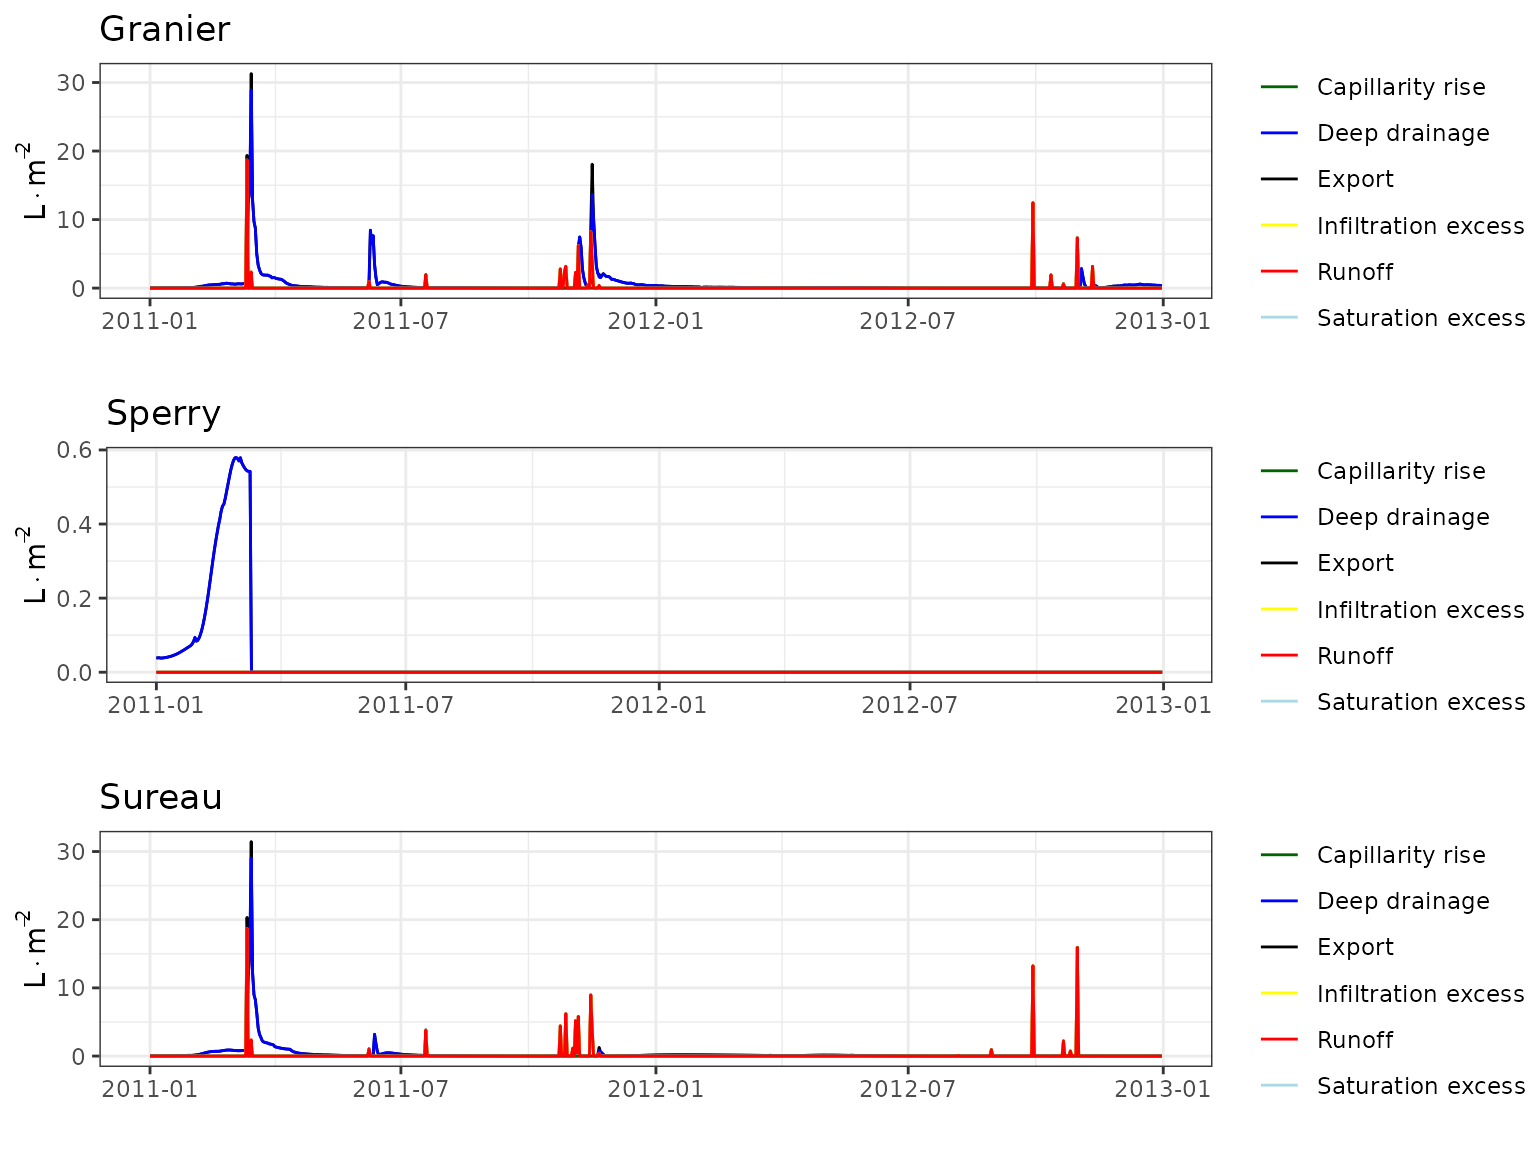 Granier
30
20
10
0
L · m⁻²
2011-01 2011-07 2012-01 2012-07 2013-01
Capillarity rise
Deep drainage
Export
Infiltration excess
Runoff
Saturation excess
Sperry
0.6
0.4
0.2
0.0
L · m⁻²
2011-01 2011-07 2012-01 2012-07 2013-01
Capillarity rise
Deep drainage
Export
Infiltration excess
Runoff
Saturation excess
Sureau
30
20
10
0
L · m⁻²
2011-01 2011-07 2012-01 2012-07 2013-01
Capillarity rise
Deep drainage
Export
Infiltration excess
Runoff
Saturation excess